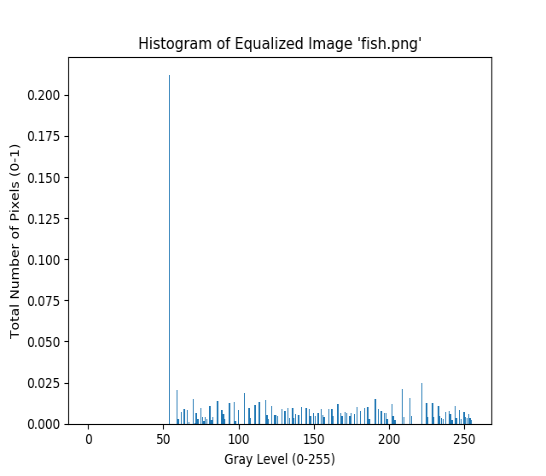 Histogram of Equalized Image 'fish.png'
Total Number of Pixels (0-1)
0.200
0.175
0.150
0.125
0.100
0.075
0.050
0.025
0.000
0 50 100 150 200 250
Gray Level (0-255)